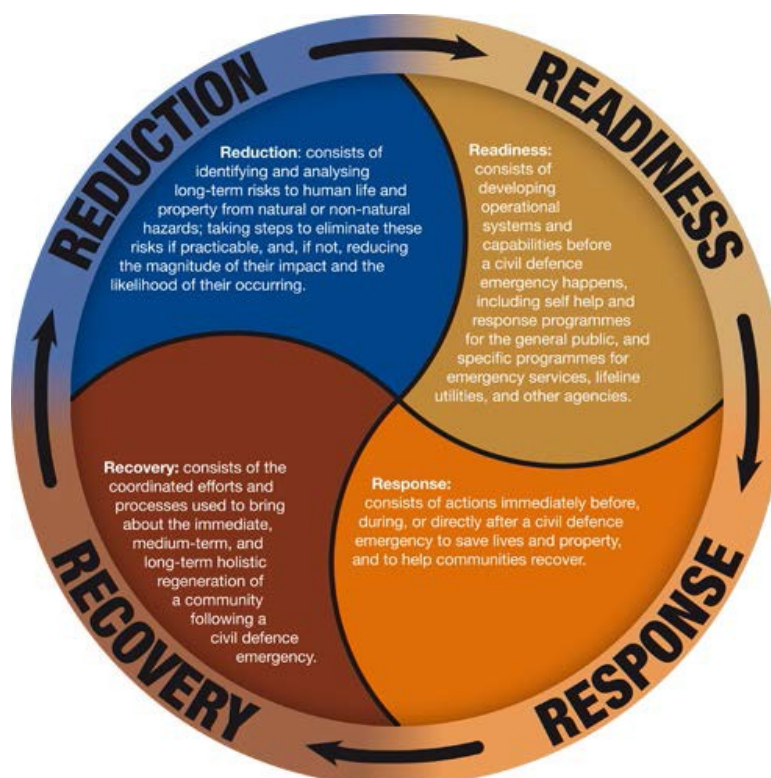 REDUCTION
READINESS
RESPONSE
RECOVERY
Reduction: consists of
identifying and analysing
long-term risks to human life and
property from natural or non-natural
hazards; taking steps to eliminate these
risks if practicable, and, if not, reducing
the magnitude of their impact and the
likelihood of their occurring.
Readiness:
consists of
developing
operational
systems and
capabilities before
a civil defence
emergency happens,
including self help and
response programmes
for the general public, and
specific programmes for
emergency services, lifeline
utilities, and other agencies.
Response:
consists of actions immediately before,
during, or directly after a civil defence
emergency to save lives and property,
and to help communities recover.
Recovery: consists of the
coordinated efforts and
processes used to bring
about the immediate,
medium-term, and
long-term holistic
regeneration of
a community
following a
civil defence
emergency.